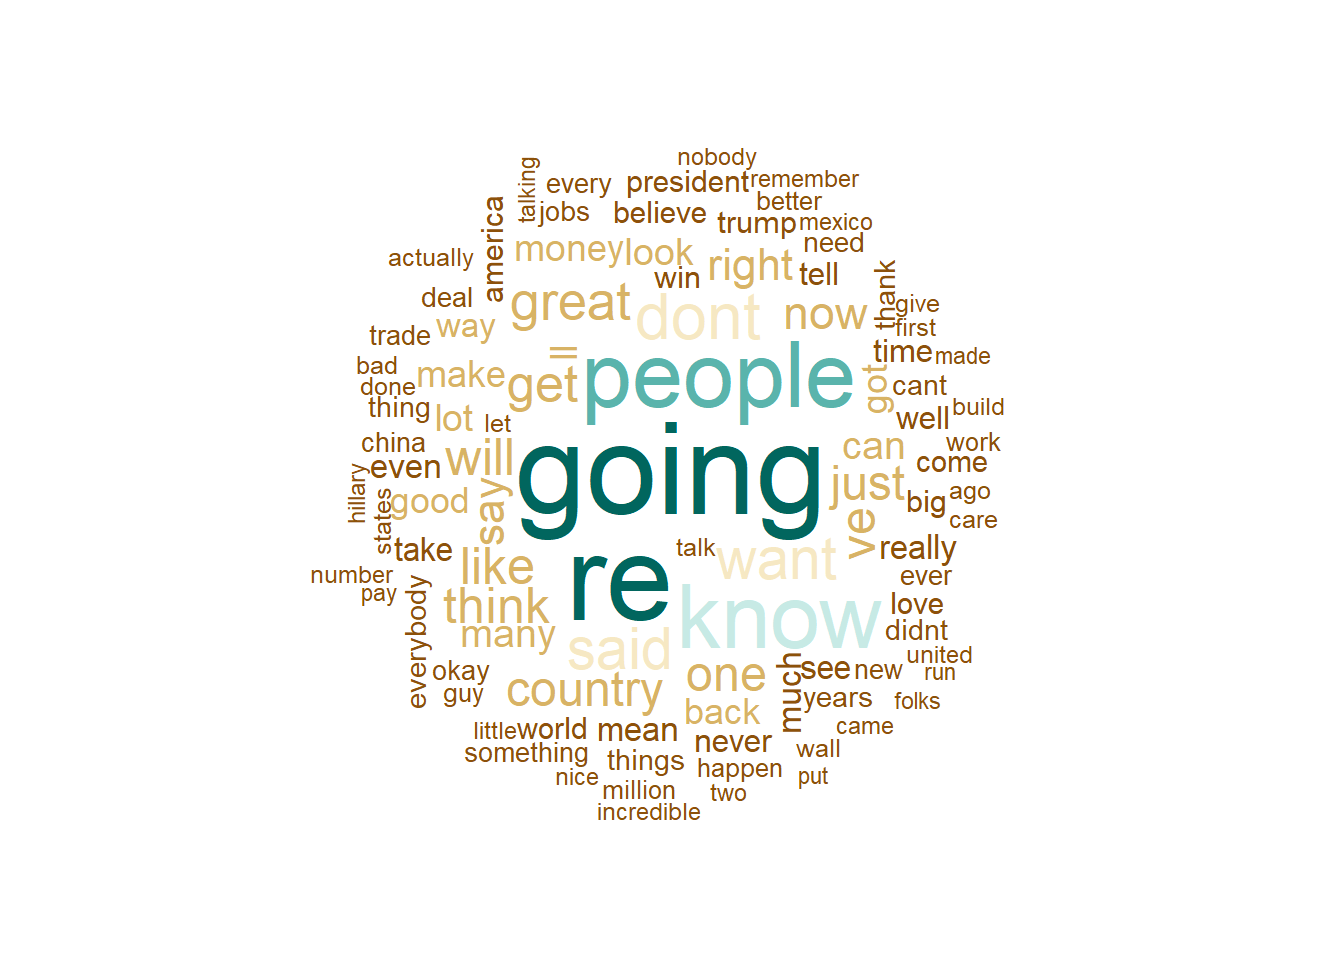 nobody
talking
every
president
remember
better
america
jobs
believe
trump
mexico
need
actually
money
look
right
win
tell
thank
deal
great
dont
now
give
first
trade
way
=
people
time
made
bad
done
make
get
got
cant
thing
lot
let
well
build
china
will
going
can
work
even
just
come
hillary
good
say
big
ago
states
care
take
like
re
talk
want
ve
really
number
pay
think
know
ever
love
everybody
many
said
didnt
okay
guy
country
one
much
see
new
united
run
back
years
folks
little
world
mean
never
came
something
things
happen
wall
nice
million
two
put
incredible